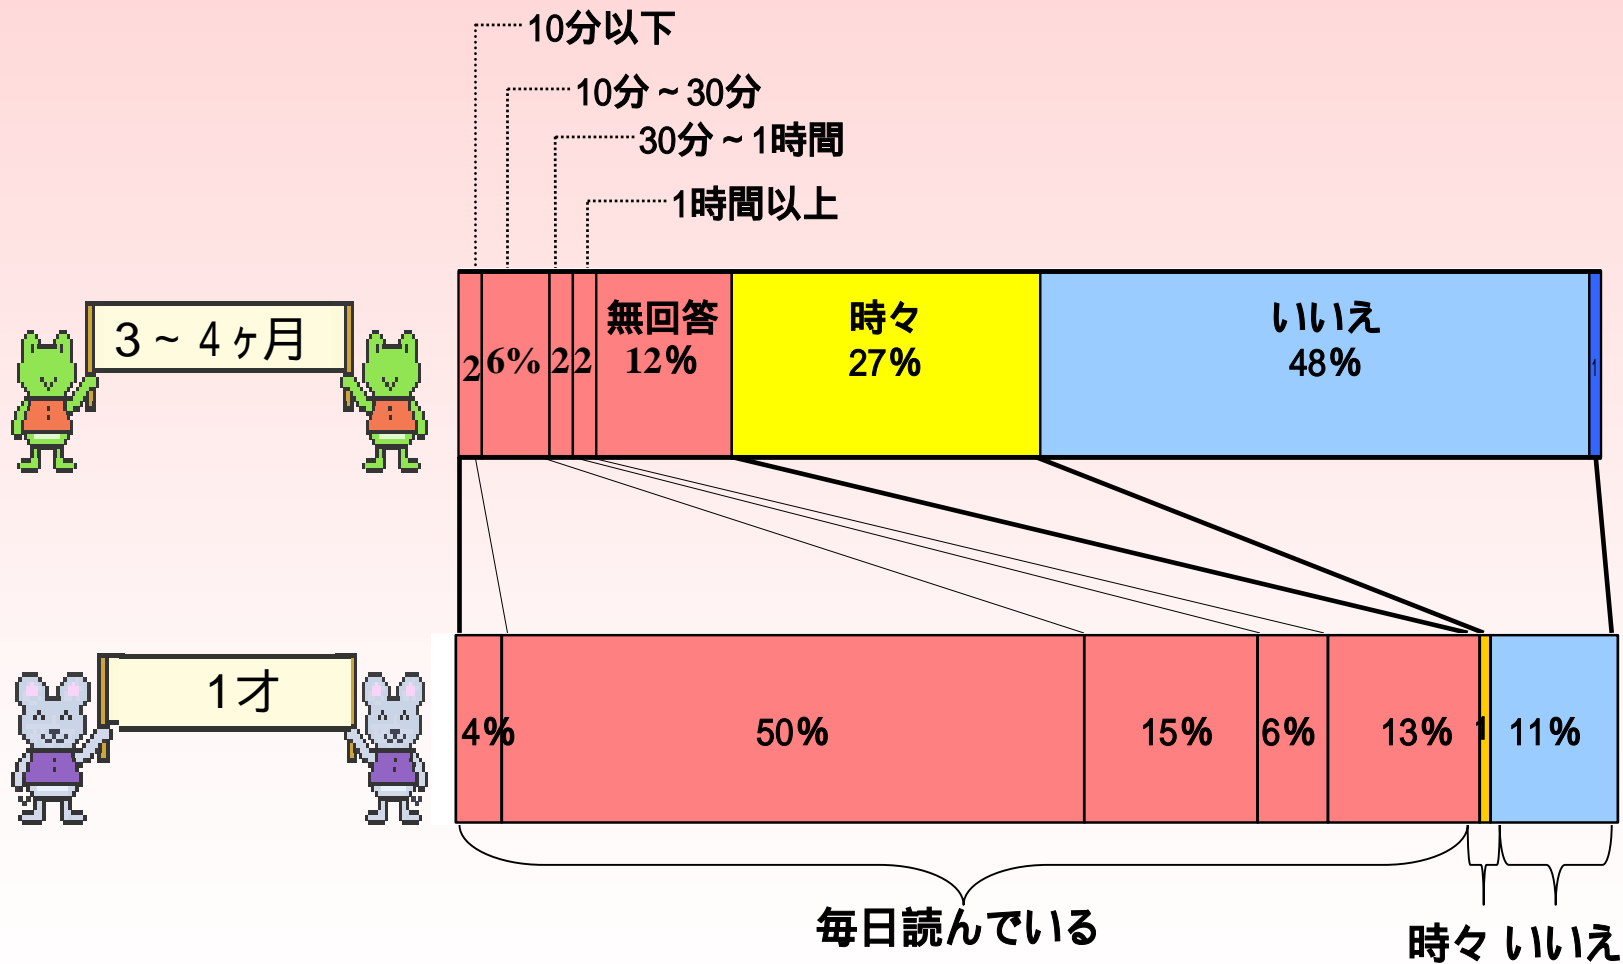 10分以下
10分～30分
30分～1時間
1時間以上
3～4ヶ月
2
6%
2
2
無回答
12%
時々
27%
いいえ
48%
1
1才
4%
50%
15%
6%
13%
1
11%
毎日読んでいる
時々
いいえ